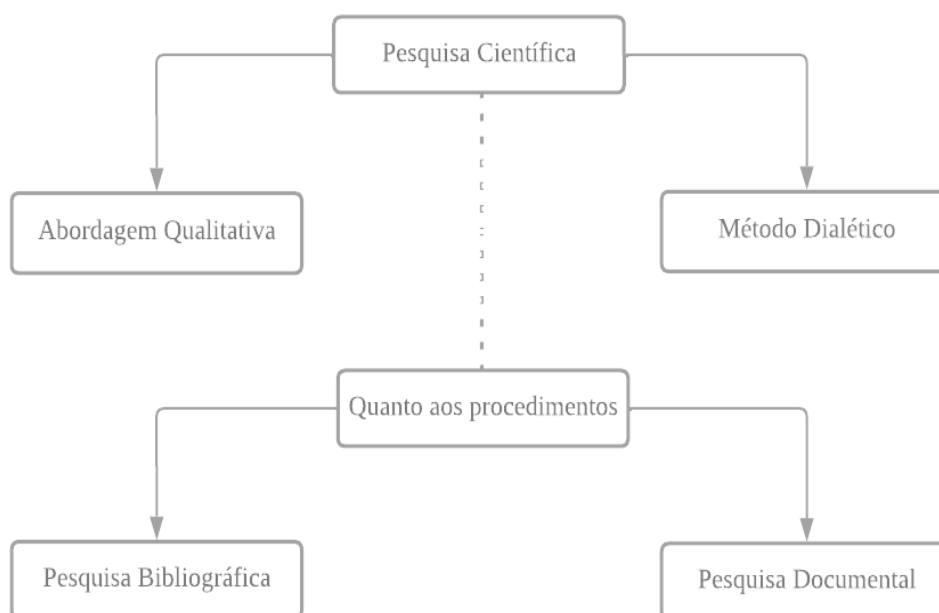 Pesquisa Científica
Abordagem Qualitativa
Método Dialético
Quanto aos procedimentos
Pesquisa Bibliográfica
Pesquisa Documental